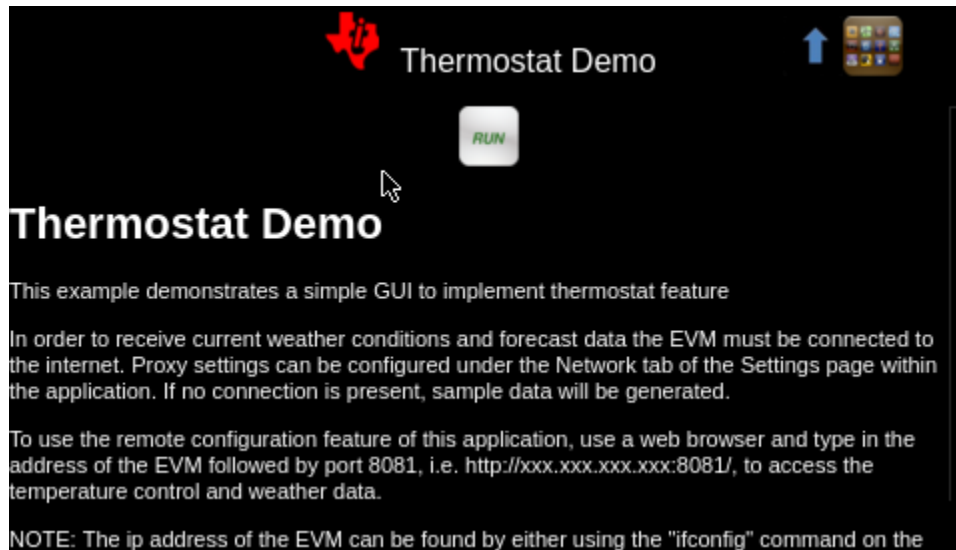 Thermostat Demo
RUN
Thermostat Demo
This example demonstrates a simple GUI to implement thermostat feature
In order to receive current weather conditions and forecast data the EVM must be connected to
the internet. Proxy settings can be configured under the Network tab of the Settings page within
the application. If no connection is present, sample data will be generated.
To use the remote configuration feature of this application, use a web browser and type in the
address of the EVM followed by port 8081, i.e. http://xxx.xxx.xxx.xxx:8081/, to access the
temperature control and weather data.
NOTE: The ip address of the EVM can be found by either using the "ifconfig" command on the